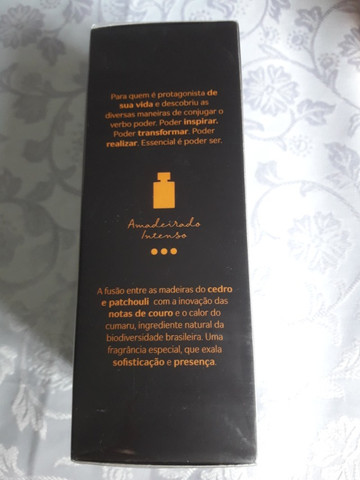 Para quem é protagonista de
sua vida e descobriu as
diversas maneiras de conjugar o
verbo poder. Poder inspirar.
Poder transformar. Poder
realizar. Essencial é poder ser.
Amadeirado
Intenso
A fusão entre as madeiras do cedro
e patchouli com a inovação das
notas de couro e o calor do
cumaru, ingrediente natural da
biodiversidade brasileira. Uma
fragrância especial, que exala
sofisticação e presença.